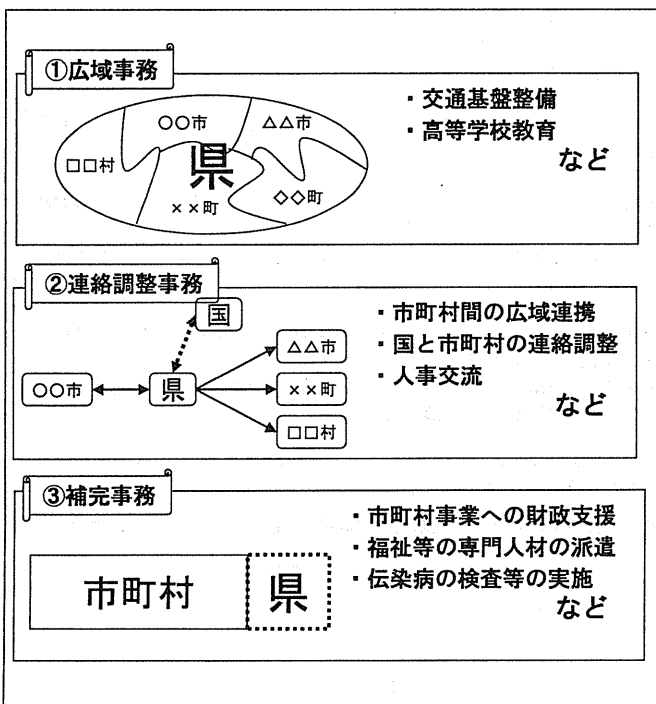 ①広域事務
○○市
△△市
□□村
県
××町
◇◇町
・交通基盤整備
・高等学校教育
など
②連絡調整事務
国
○○市
県
△△市
××町
□□村
・市町村間の広域連携
・国と市町村の連絡調整
・人事交流
など
③補完事務
市町村
県
・市町村事業への財政支援
・福祉等の専門人材の派遣
・伝染病の検査等の実施
など